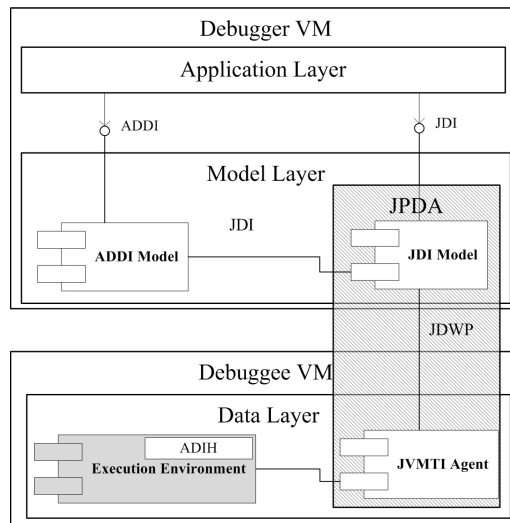 Debugger VM
Application Layer
ADDI
JDI
Model Layer
JPDA
JDI
ADDI Model
JDI Model
JDWP
Debuggee VM
Data Layer
ADIH
Execution Environment
JVMTI Agent